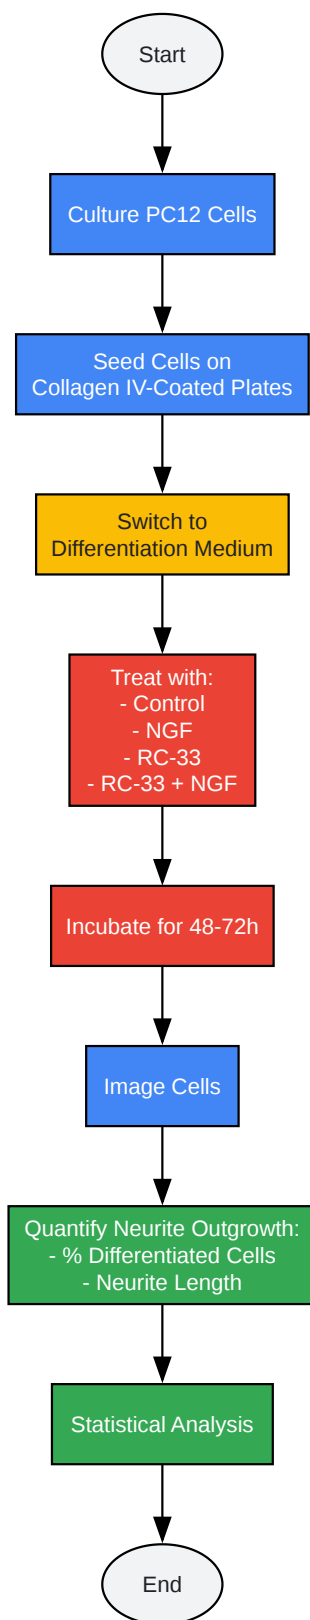 Start
Culture PC12 Cells
Seed Cells on
Collagen IV-Coated Plates
Switch to
Differentiation Medium
Treat with:
- Control
- NGF
- RC-33
- RC-33 + NGF
Incubate for 48-72h
Image Cells
Quantify Neurite Outgrowth:
- % Differentiated Cells
- Neurite Length
Statistical Analysis
End